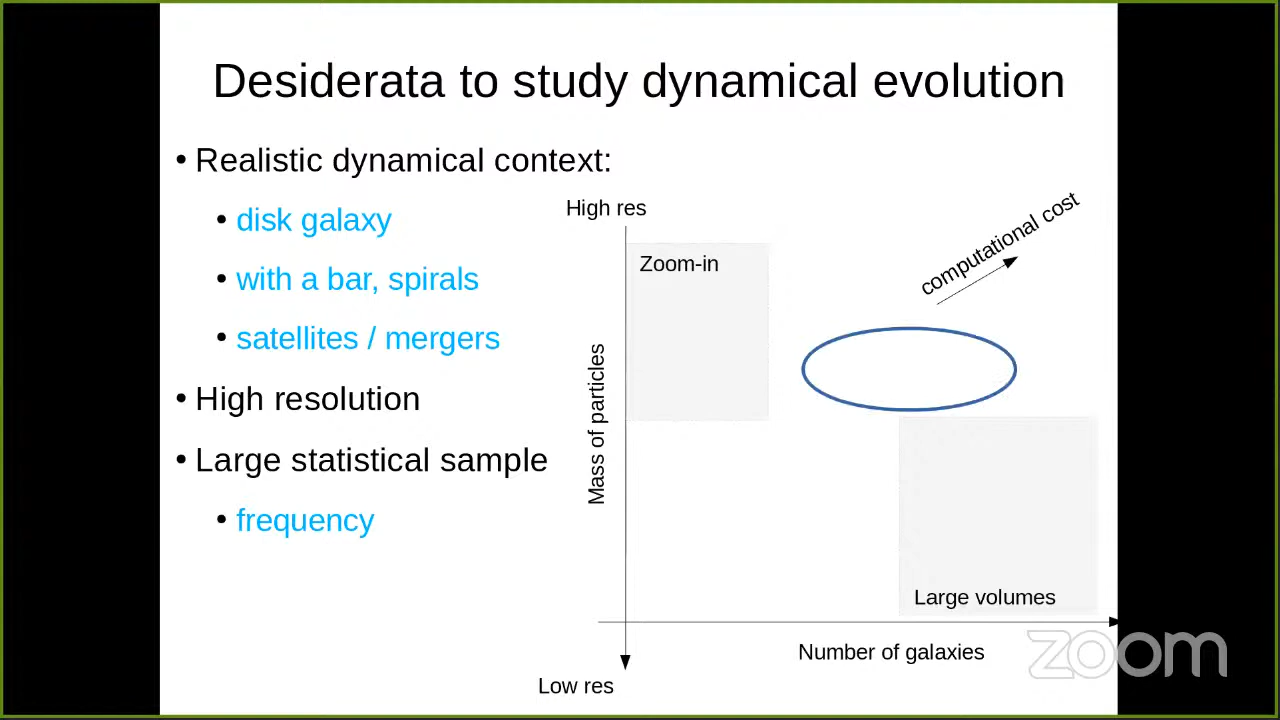 Desiderata to study dynamical evolution
• Realistic dynamical context:
• disk galaxy
• with a bar, spirals
• satellites / mergers
• High resolution
• Large statistical sample
• frequency
High res
Zoom-in
computational cost
Mass of particles
Large volumes
Number of galaxies
Low res
zoom